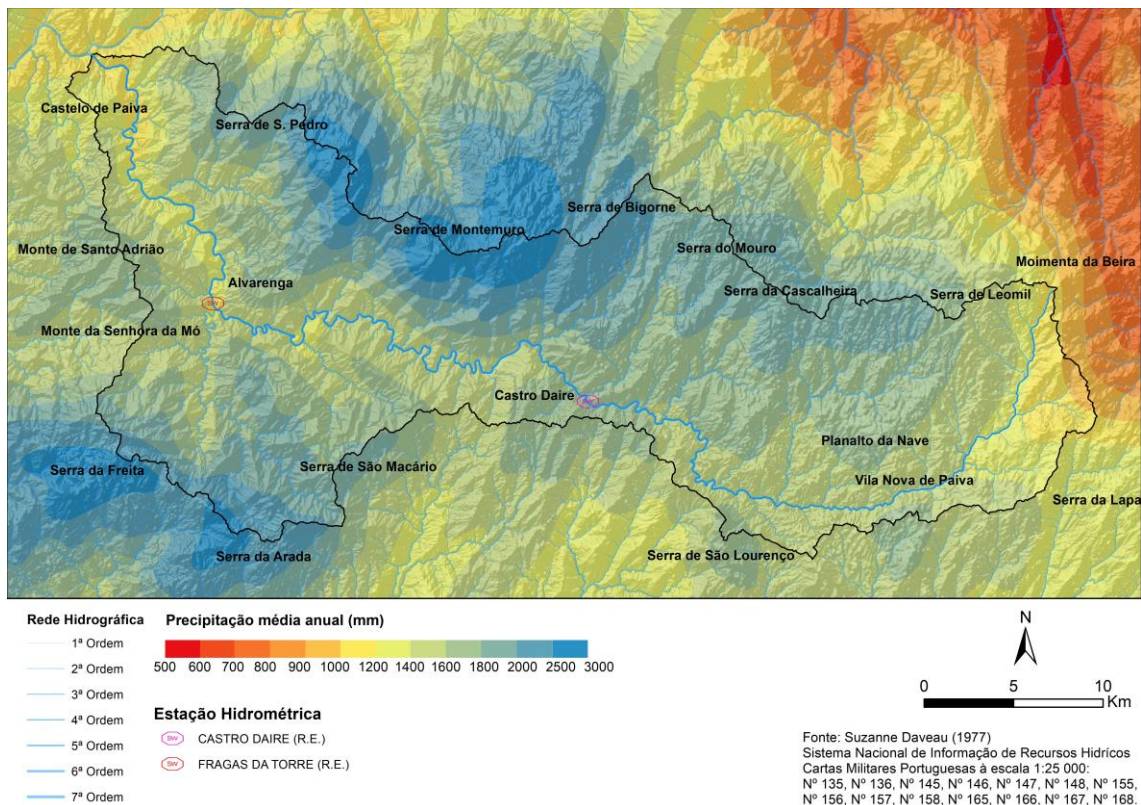 Castelo de Paiva
Serra de S. Pedro
Serra de Bigorne
Serra de Montemuro
Serra do Mouro
Monte de Santo Adrião
Moimenta da Beira
Alvarenga
Serra da Cascalheira
Serra de Leomil
SW
Monte da Senhora da Mó
Castro Daire
SW
Planalto da Nave
Serra da Freita
Serra de São Macário
Vila Nova de Paiva
Serra da Lapa
Serra da Arada
Serra de São Lourenço
Rede Hidrográfica
1ª Ordem
2ª Ordem
3ª Ordem
4ª Ordem
5ª Ordem
6ª Ordem
7ª Ordem
Precipitação média anual (mm)
500 600 700 800 900 1000 1200 1400 1600 1800 2000 2500 3000
Estação Hidrométrica
SW CASTRO DAIRE (R.E.)
SW FRAGAS DA TORRE (R.E.)
N
0 5 10
Km
Fonte: Suzanne Daveau (1977)
Sistema Nacional de Informação de Recursos Hidrícos
Cartas Militares Portuguesas à escala 1:25 000:
Nº 135, Nº 136, Nº 145, Nº 146, Nº 147, Nº 148, Nº 155,
Nº 156, Nº 157, Nº 158, Nº 165, Nº 166, Nº 167, Nº 168.